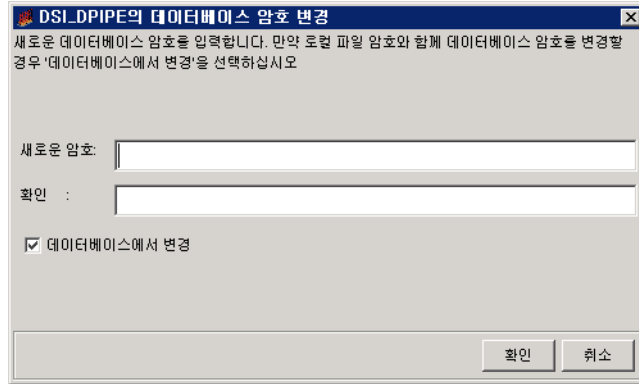 DSI_DPIPE의 데이터베이스 암호 변경
새로운 데이터베이스 암호를 입력합니다. 만약 로컬 파일 암호와 함께 데이터베이스 암호를 변경할
경우 '데이터베이스에서 변경'을 선택하십시오
새로운 암호:
확인 :
데이터베이스에서 변경
확인 취소